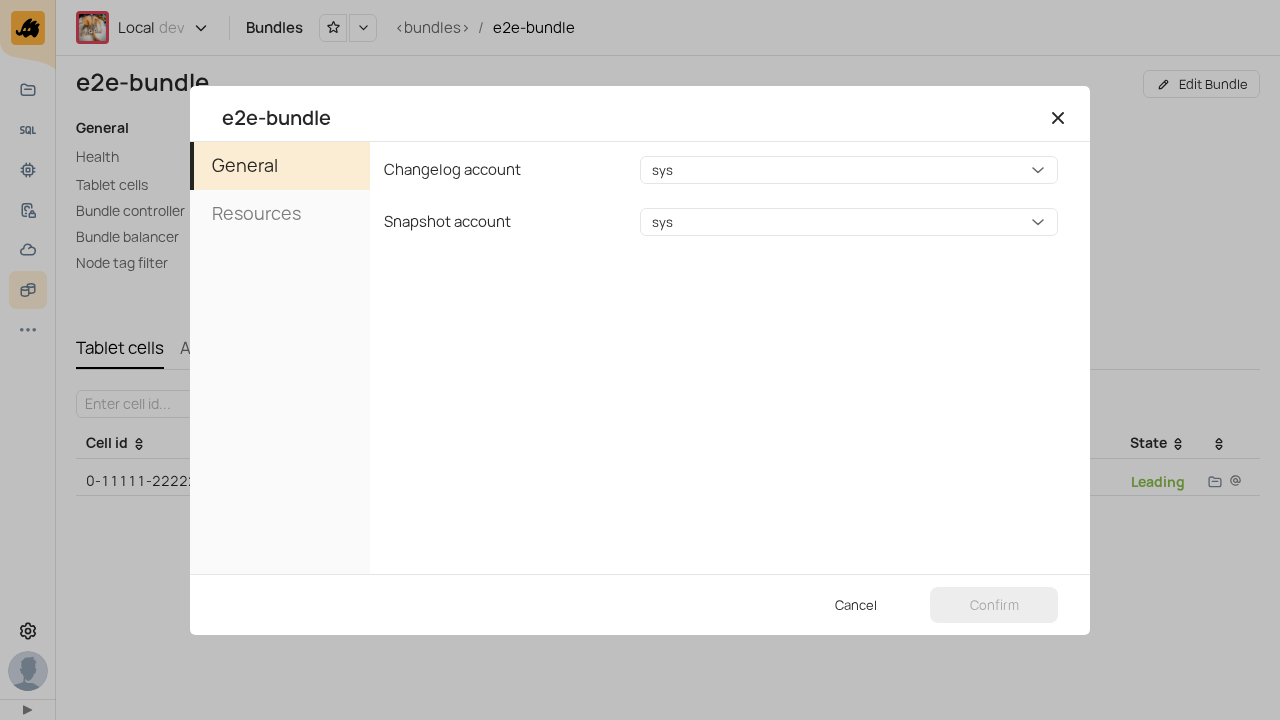 Local dev
Bundles
<bundles> / e2e-bundle
SQL
e2e-bundle
Edit Bundle
General
Health
Tablet cells
Bundle controller
Bundle balancer
Node tag filter
Tablet cells
Enter cell id...
Cell id
State
0-11111-2222
Leading
e2e-bundle
General
Resources
Changelog account
sys
Snapshot account
sys
Cancel
Confirm